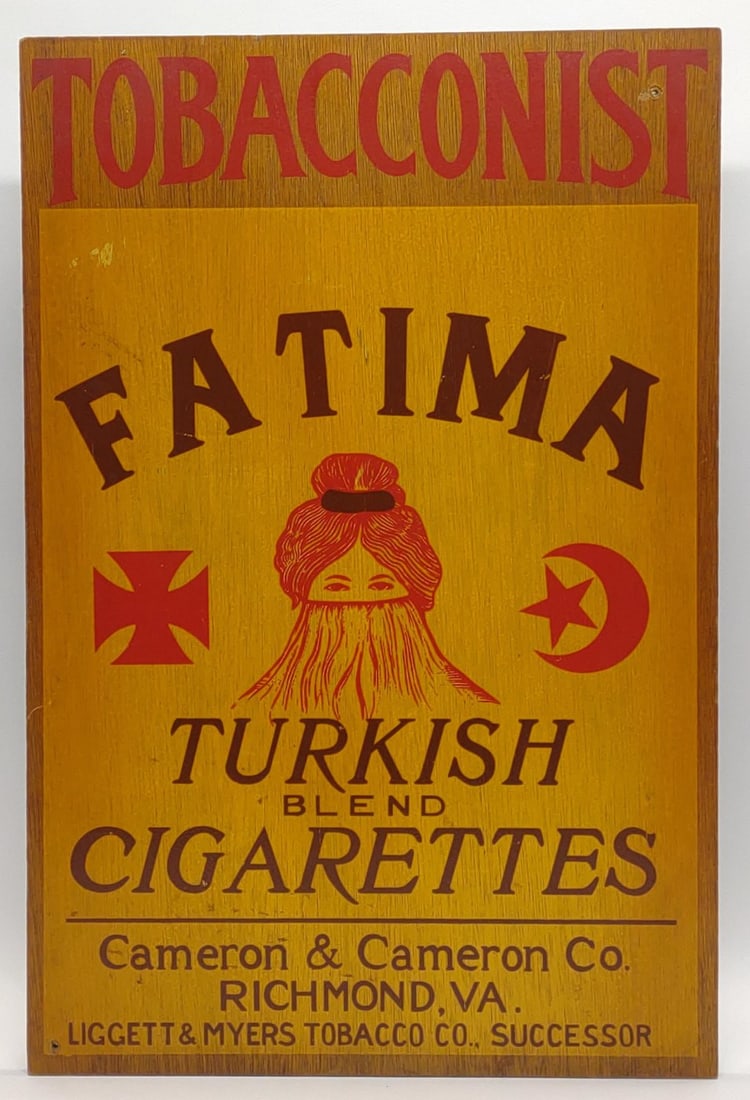 TOBACCONIST
FATIMA
TURKISH
BLEND
CIGARETTES
Cameron & Cameron Co.
RICHMOND, VA.
LIGGETT & MYERS TOBACCO CO., SUCCESSOR